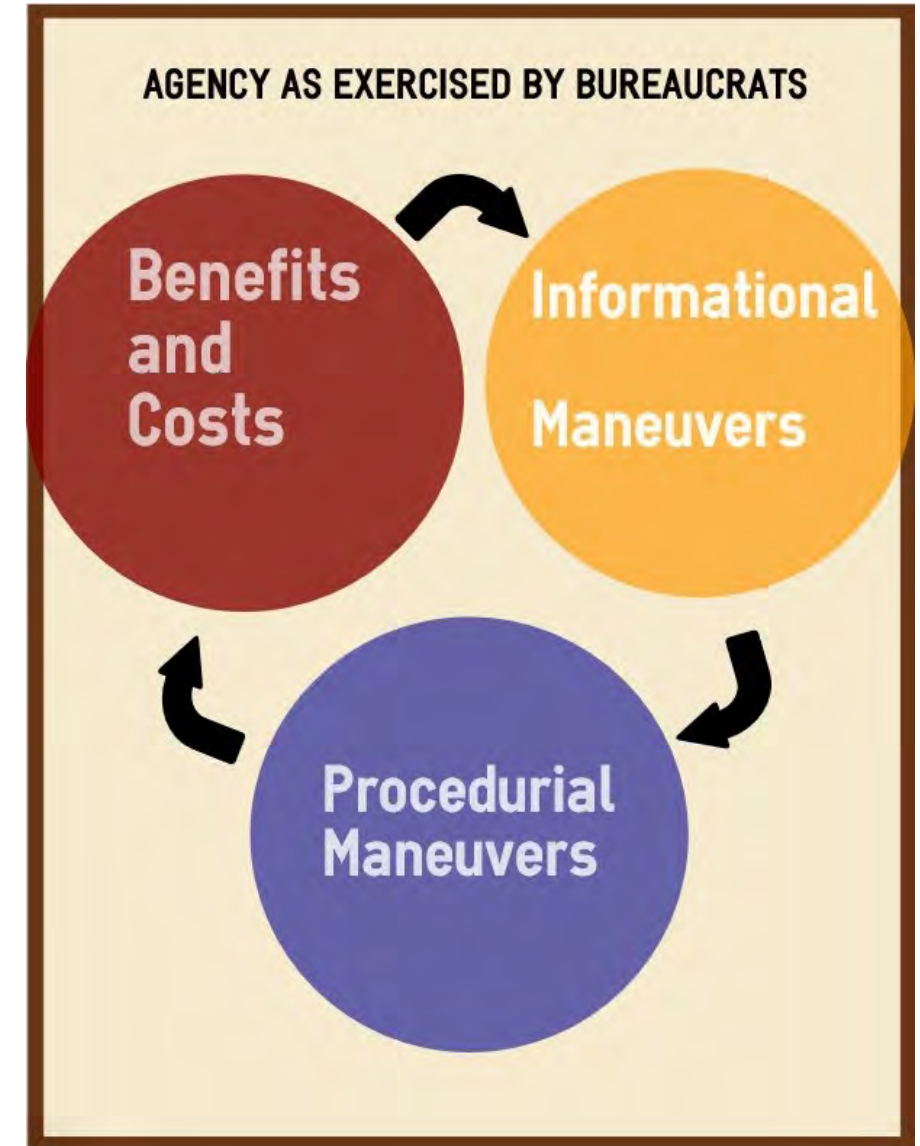 AGENCY AS EXERCISED BY BUREAUCRATS
Benefits
and
Costs
Informational
Maneuvers
Procedurial
Maneuvers